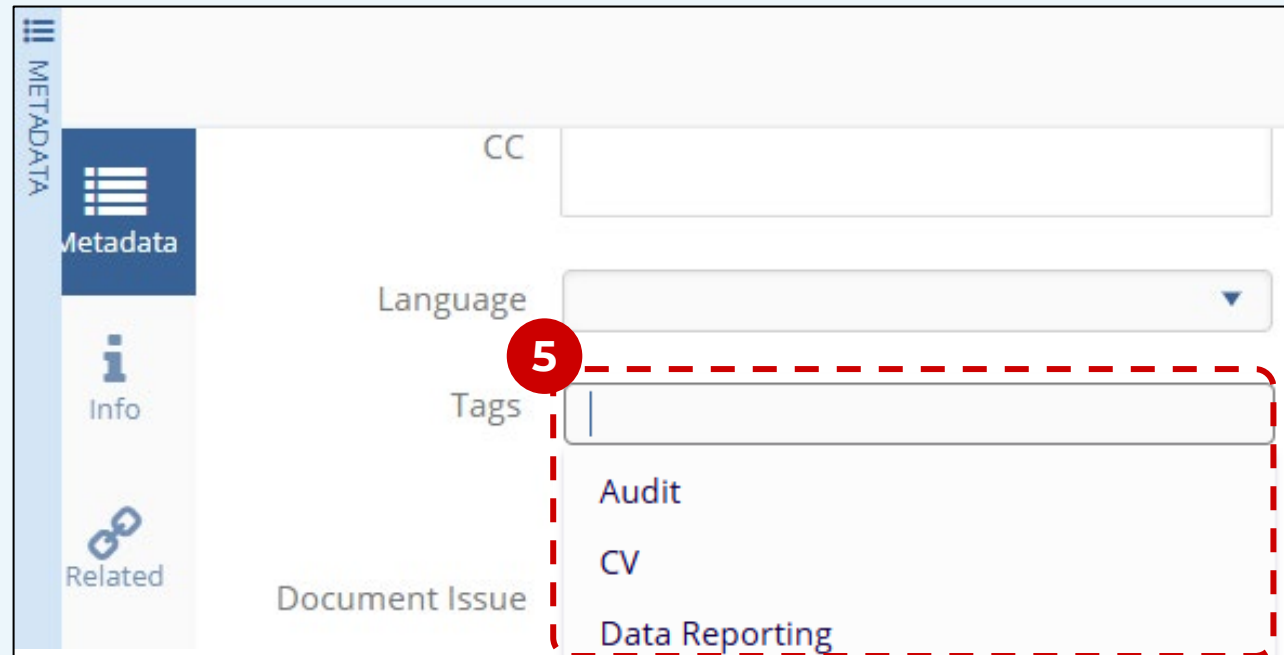 METADATA
Metadata
Info
Related
CC
Language
5
Tags
Audit
CV
Document Issue
Data Reporting